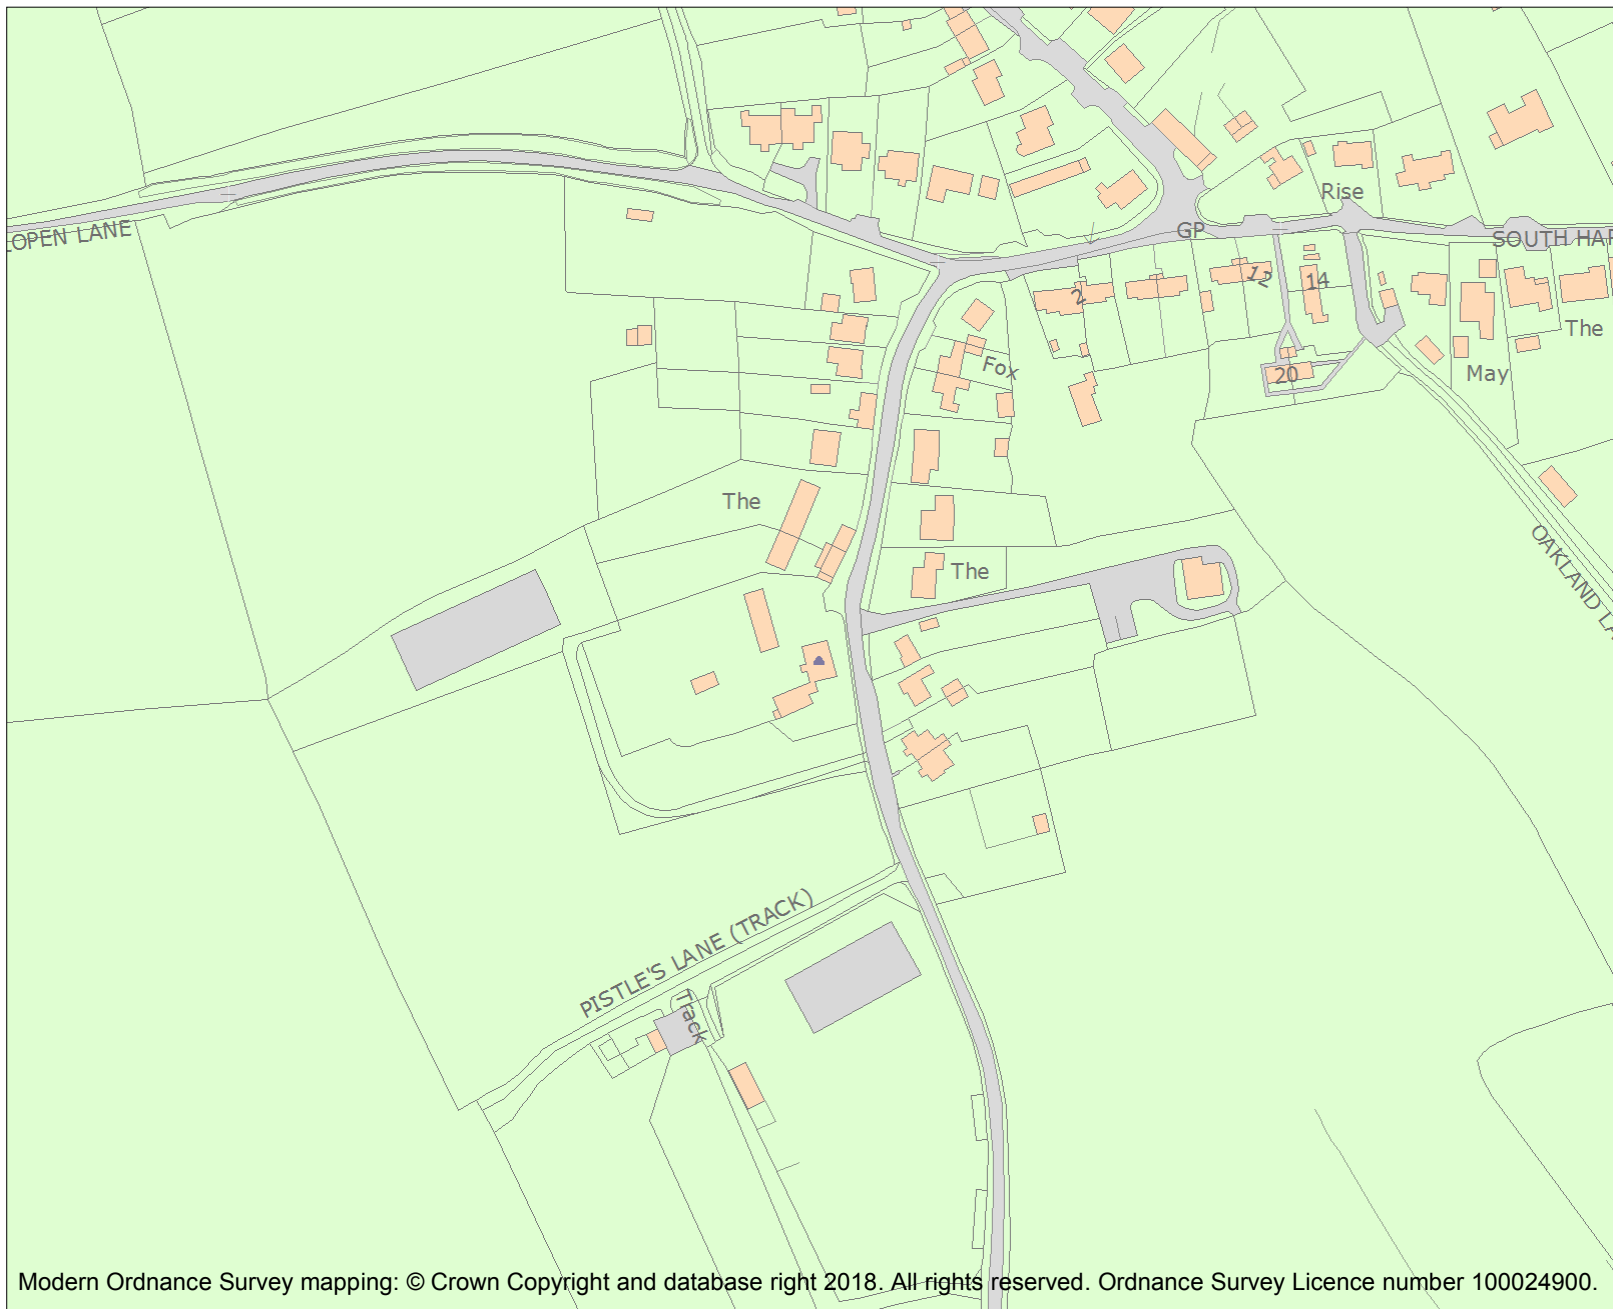 Rise
GP
LOPEN LANE
SOUTH HAR
12
14
2
The
Fox
20
May
The
OAKLAND LA
The
PISTLE'S LANE (TRACK)
Track
Modern Ordnance Survey mapping: © Crown Copyright and database right 2018. All rights reserved. Ordnance Survey Licence number 100024900.